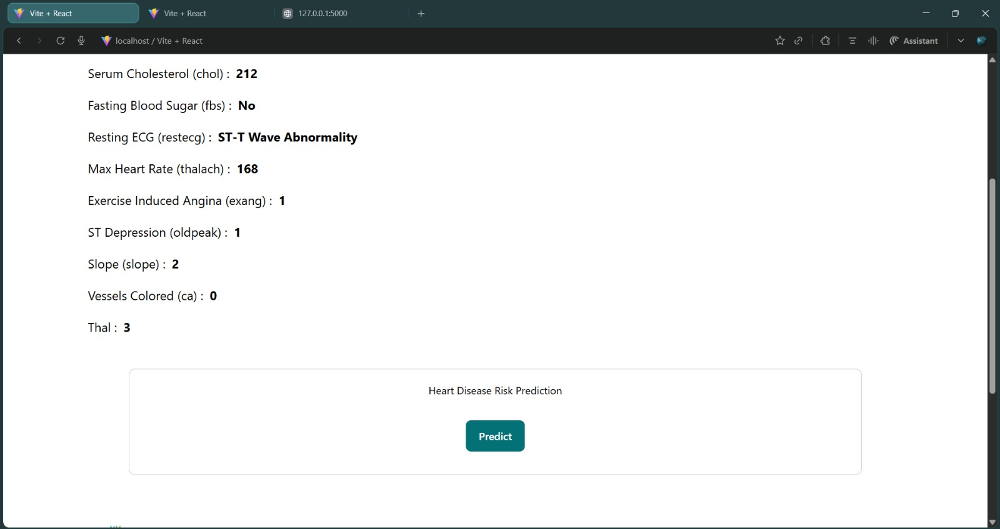 Vite + React
Vite + React
127.0.0.1:5000
localhost / Vite + React
Assistant
Serum Cholesterol (chol) : 212
Fasting Blood Sugar (fbs) : No
Resting ECG (restecg) : ST-T Wave Abnormality
Max Heart Rate (thalach) : 168
Exercise Induced Angina (exang) : 1
ST Depression (oldpeak) : 1
Slope (slope) : 2
Vessels Colored (ca) : 0
Thal : 3
Heart Disease Risk Prediction
Predict